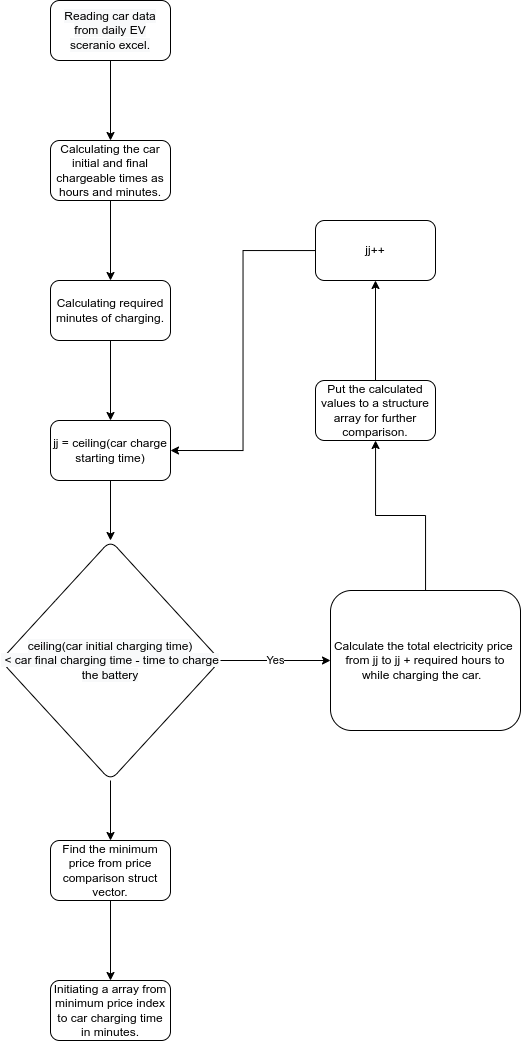 Reading car data
from daily EV
sceranio excel.
Calculating the car
initial and final
chargeable times as
hours and minutes.
jj++
Calculating required
minutes of charging.
Put the calculated
values to a structure
array for further
comparison.
jj = ceiling(car charge
starting time)
ceiling(car initial charging time)
< car final charging time - time to charge
the battery
Yes
Calculate the total electricity price
from jj to jj + required hours to
while charging the car.
Find the minimum
price from price
comparison struct
vector.
Initiating a array from
minimum price index
to car charging time
in minutes.